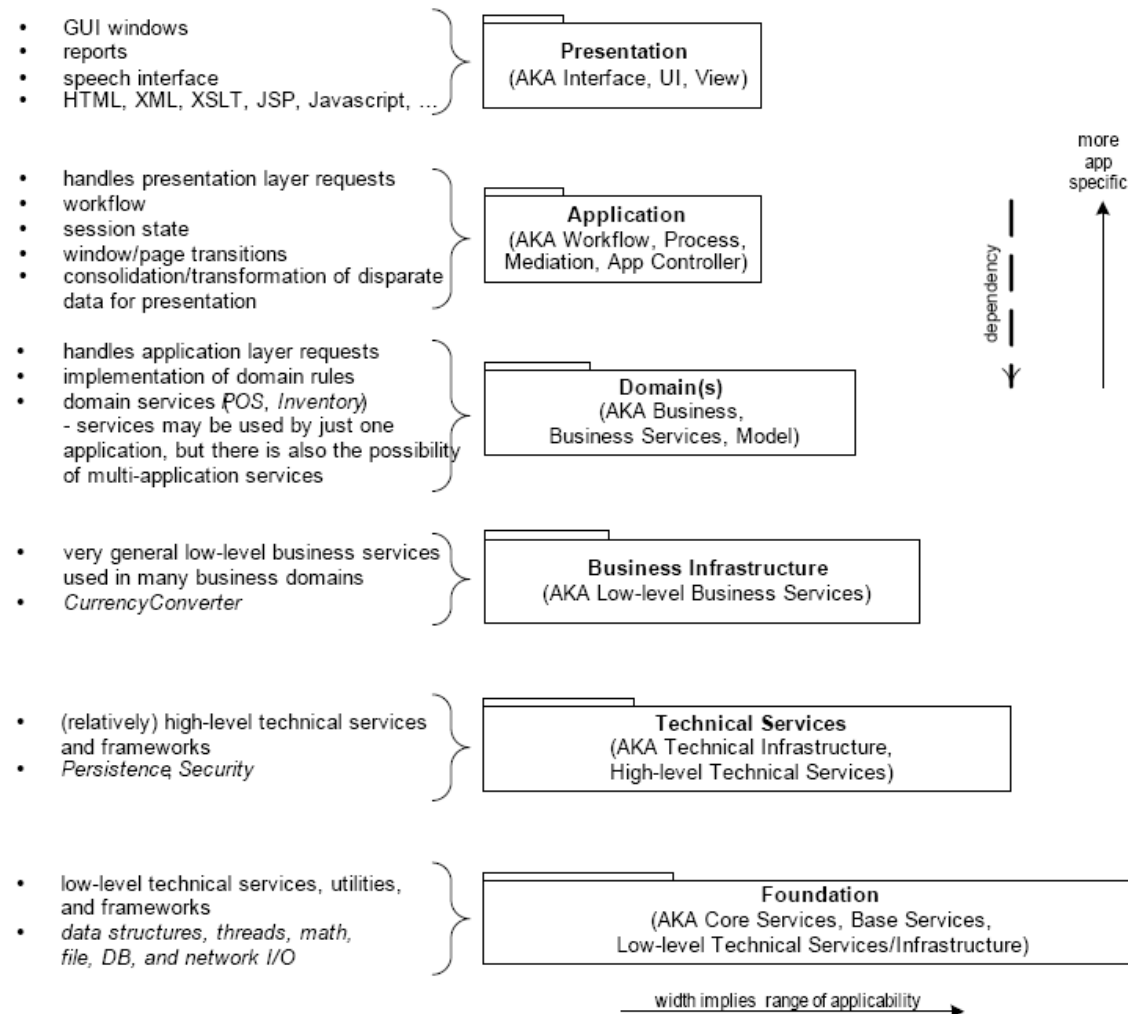 • GUI windows
• reports
• speech interface
• HTML, XML, XSLT, JSP, Javascript, ...
Presentation
(AKA Interface, UI, View)
more
app
specific
dependency
• handles presentation layer requests
• workflow
• session state
• window/page transitions
• consolidation/transformation of disparate
data for presentation
Application
(AKA Workflow, Process,
Mediation, App Controller)
• handles application layer requests
• implementation of domain rules
• domain services (POS, Inventory)
- services may be used by just one
application, but there is also the possibility
of multi-application services
Domain(s)
(AKA Business,
Business Services, Model)
• very general low-level business services
used in many business domains
• CurrencyConverter
Business Infrastructure
(AKA Low-level Business Services)
• (relatively) high-level technical services
and frameworks
• Persistence, Security
Technical Services
(AKA Technical Infrastructure,
High-level Technical Services)
• low-level technical services, utilities,
and frameworks
• data structures, threads, math,
file, DB, and network I/O
Foundation
(AKA Core Services, Base Services,
Low-level Technical Services/Infrastructure)
width implies range of applicability